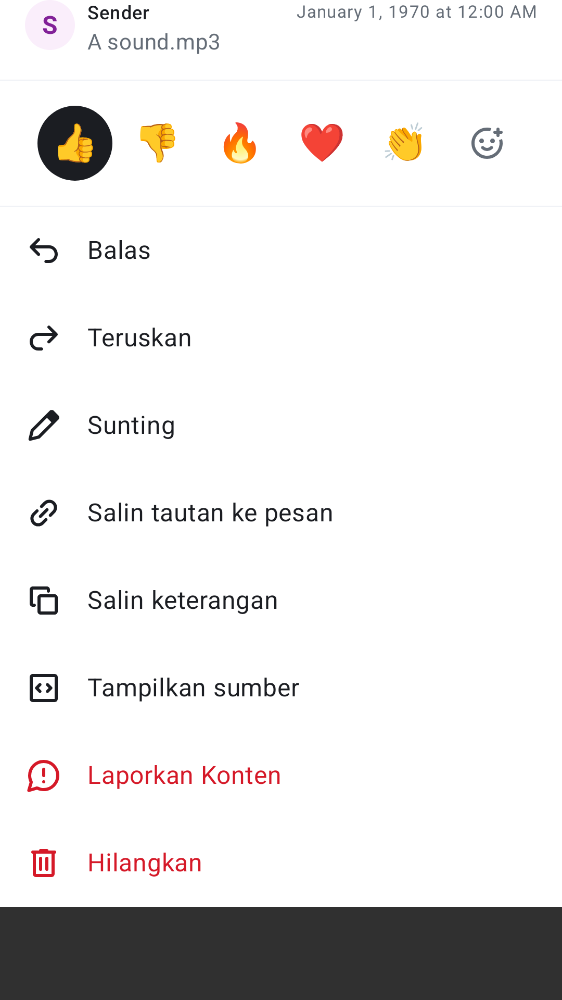 S
Sender
January 1, 1970 at 12:00 AM
A sound.mp3
Balas
Teruskan
Sunting
Salin tautan ke pesan
Salin keterangan
Tampilkan sumber
Laporkan Konten
Hilangkan